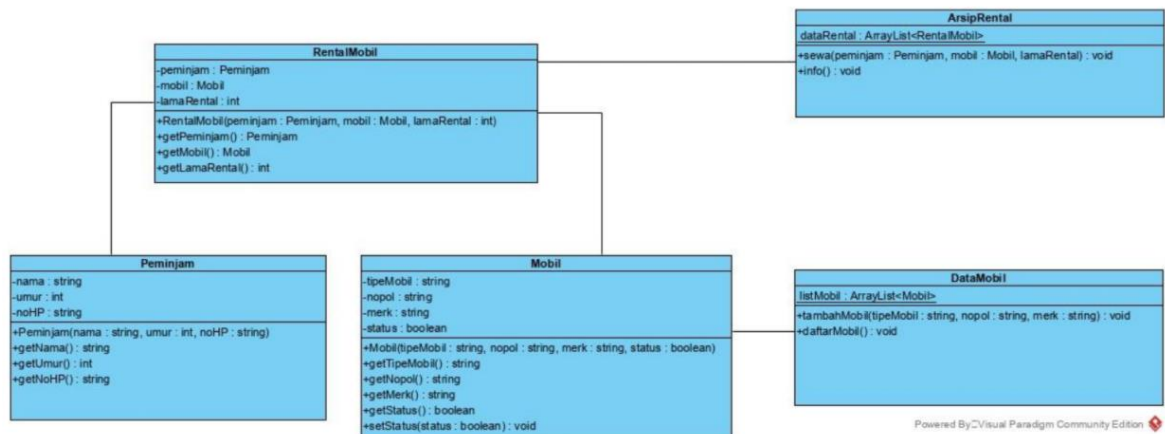 RentalMobil
-peminjam : Peminjam
-mobil : Mobil
-lamaRental : int
+RentalMobil(peminjam : Peminjam, mobil : Mobil, lamaRental : int)
+getPeminjam() : Peminjam
+getMobil() : Mobil
+getLamaRental() : int
ArsipRental
dataRental : ArrayList<RentalMobil>
+sewa(peminjam : Peminjam, mobil : Mobil, lamaRental) : void
+info() : void
Peminjam
-nama : string
-umur : int
-noHP : string
+Peminjam(nama : string, umur : int, noHP : string)
+getNama() : string
+getUmur() : int
+getNoHP() : string
Mobil
-tipeMobil : string
-nopol : string
-merk : string
-status : boolean
+Mobil(tipeMobil : string, nopol : string, merk : string, status : boolean)
+getTipeMobil() : string
+getNopol() : string
+getMerk() : string
+getStatus() : boolean
+setStatus(status : boolean) : void
DataMobil
listMobil : ArrayList<Mobil>
+tambahMobil(tipeMobil : string, nopol : string, merk : string) : void
+daftarMobil() : void
Powered By Visual Paradigm Community Edition